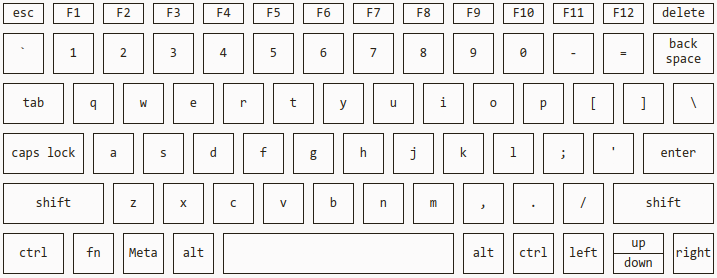 esc F1 F2 F3 F4 F5 F6 F7 F8 F9 F10 F11 F12 delete
` 1 2 3 4 5 6 7 8 9 0 - = back space
tab q w e r t y u i o p [ ] \
caps lock a s d f g h j k l ; ' enter
shift z x c v b n m , . / shift
ctrl fn Meta alt alt ctrl left up down right